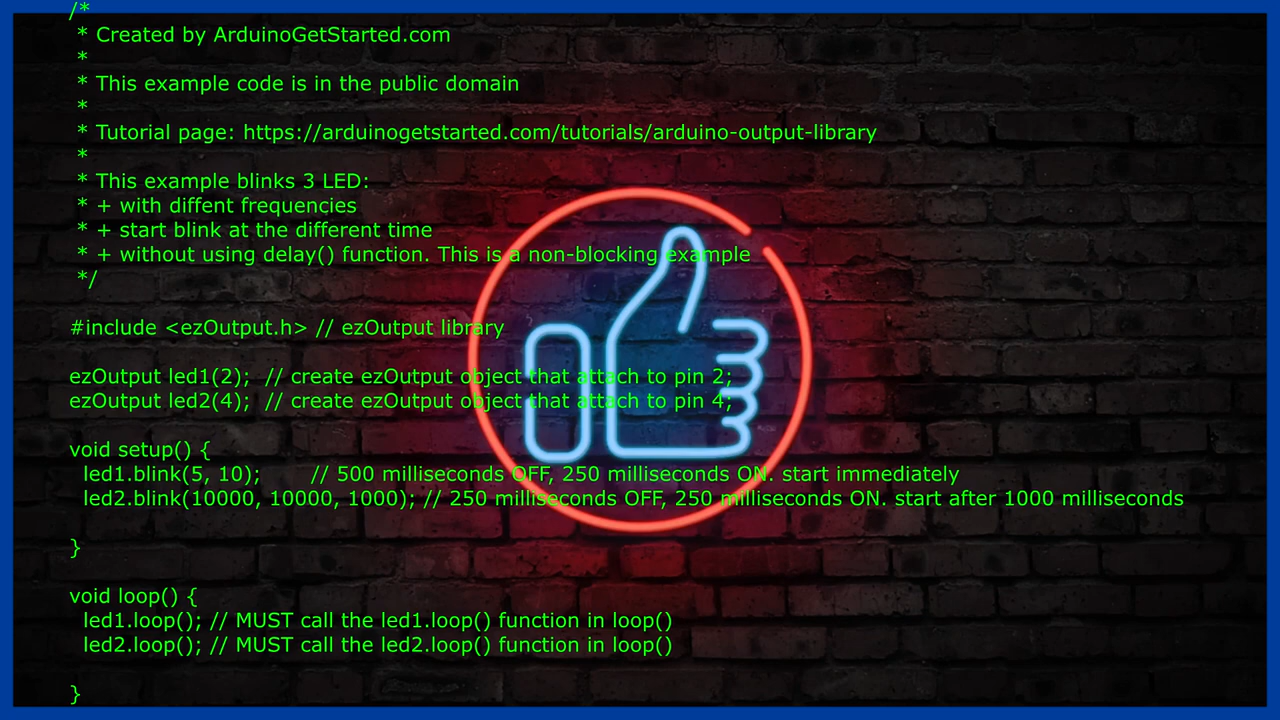 /*
* Created by ArduinoGetStarted.com
*
* This example code is in the public domain
*
* Tutorial page: https://arduinogetstarted.com/tutorials/arduino-output-library
*
* This example blinks 3 LED:
* + with diffent frequencies
* + start blink at the different time
* + without using delay() function. This is a non-blocking example
*/
#include <ezOutput.h> // ezOutput library
ezOutput led1(2);  // create ezOutput object that attach to pin 2;
ezOutput led2(4);  // create ezOutput object that attach to pin 4;
void setup() {
led1.blink(5, 10);       // 500 milliseconds OFF, 250 milliseconds ON. start immediately
led2.blink(10000, 10000, 1000); // 250 milliseconds OFF, 250 milliseconds ON. start after 1000 milliseconds
}
void loop() {
led1.loop(); // MUST call the led1.loop() function in loop()
led2.loop(); // MUST call the led2.loop() function in loop()
}